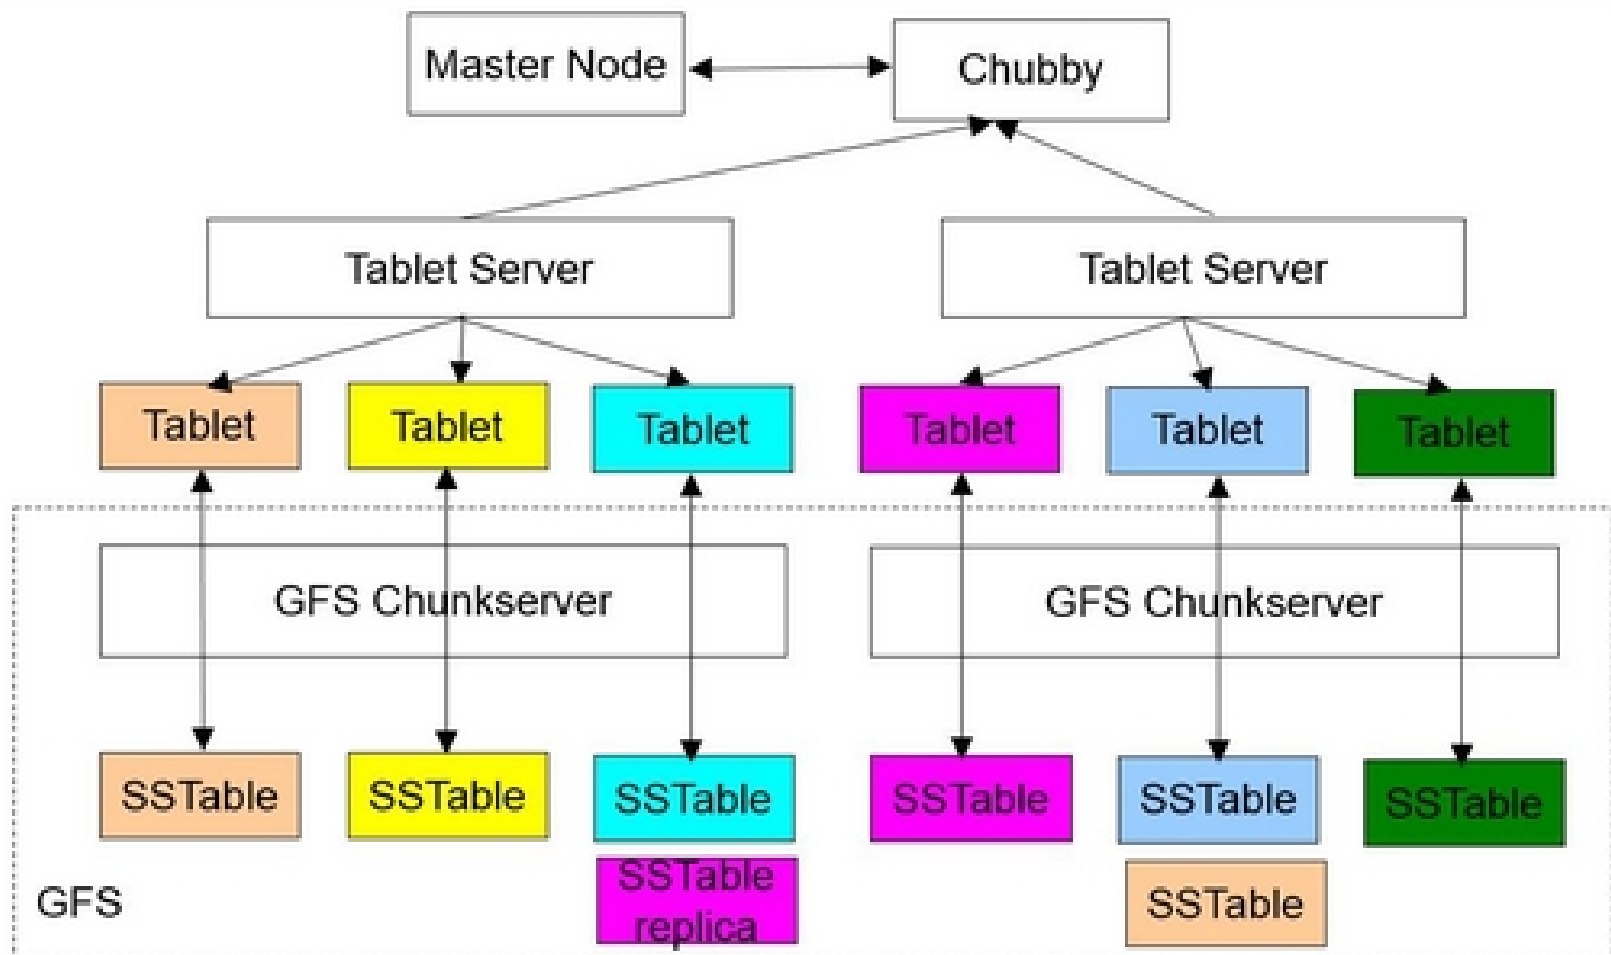 Master Node
Chubby
Tablet Server
Tablet Server
Tablet
Tablet
Tablet
Tablet
Tablet
Tablet
GFS Chunkserver
GFS Chunkserver
SSTable
SSTable
SSTable
SSTable
SSTable
SSTable
GFS
SSTable
replica
SSTable